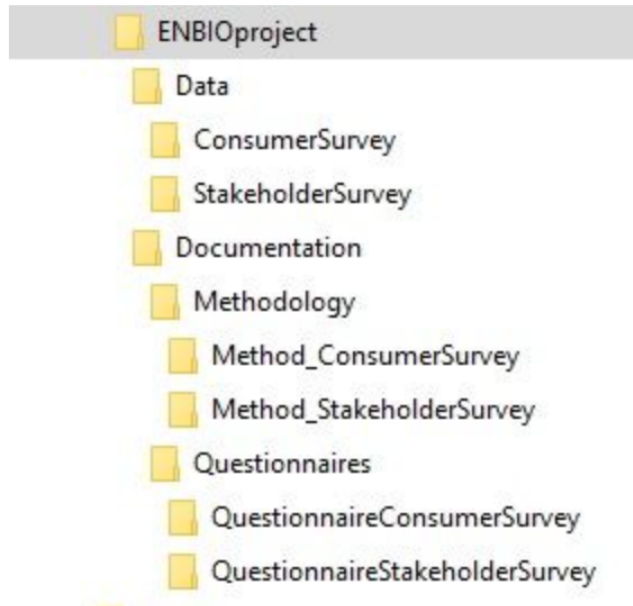 ENBIOproject
Data
ConsumerSurvey
StakeholderSurvey
Documentation
Methodology
Method_ConsumerSurvey
Method_StakeholderSurvey
Questionnaires
QuestionnaireConsumerSurvey
QuestionnaireStakeholderSurvey